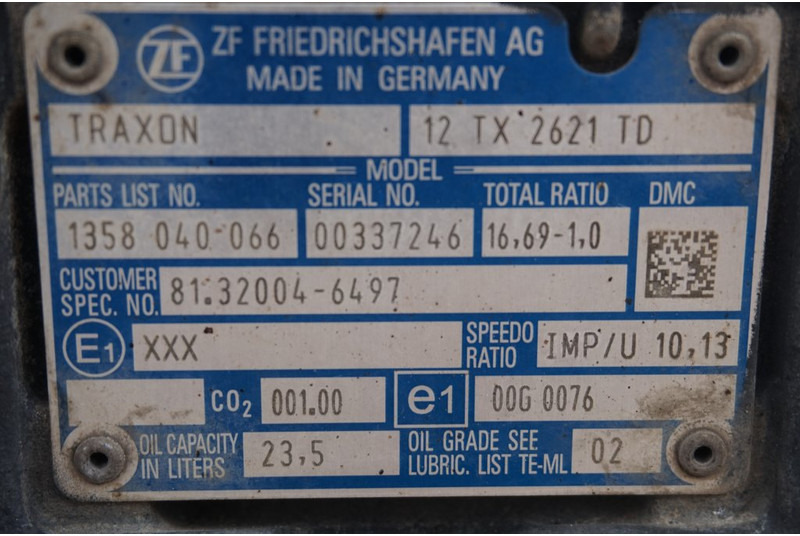 ZF ZF FRIEDRICHSHAFEN AG
MADE IN GERMANY
TRAXON 12 TX 2621 TD
MODEL
PARTS LIST NO. SERIAL NO. TOTAL RATIO DMC
1358 040-066 00337246 16,69-1,0
CUSTOMER SPEC. NO. 81.32004-6497
E1 XXX SPEEDO RATIO IMP/U 10,13
CO2 001.00 e1 00G 0076
OIL CAPACITY IN LITERS 23,5 OIL GRADE SEE LUBRIC. LIST TE-ML 02